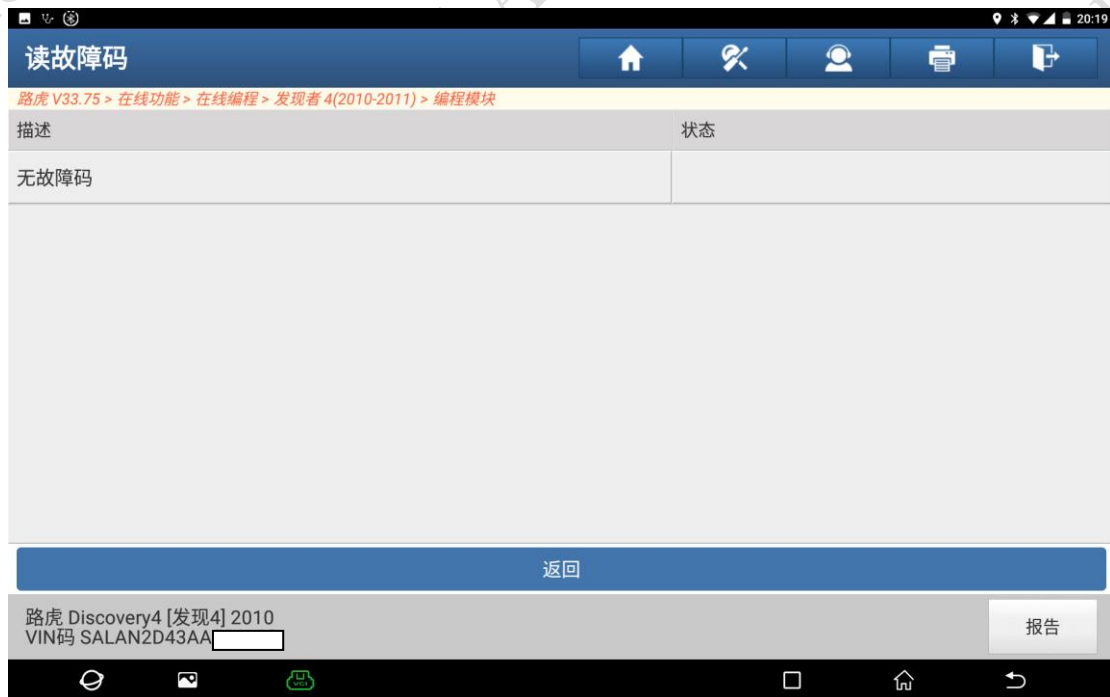 20:19
读故障码
路虎 V33.75 > 在线功能 > 在线编程 > 发现者 4(2010-2011) > 编程模块
描述 状态
无故障码
返回
路虎 Discovery4 [发现4] 2010
VIN码 SALAN2D43AA
报告
VCI